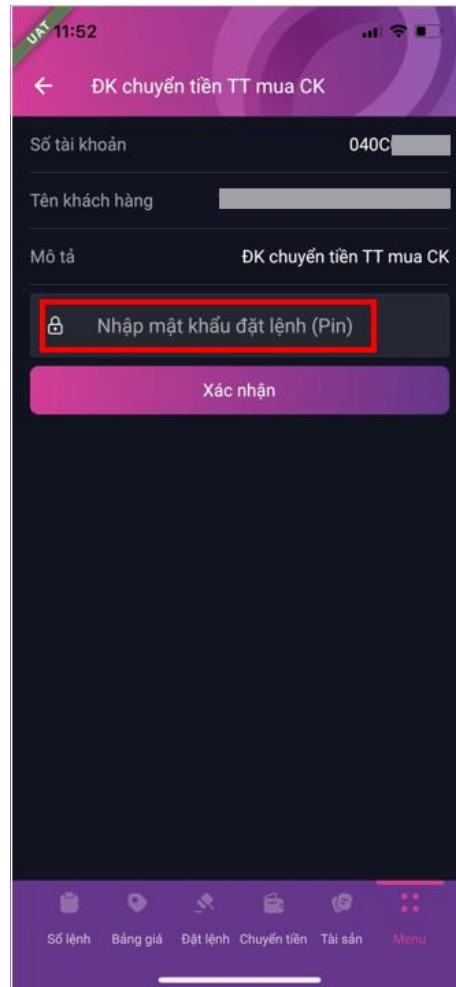 UAT
11:52
ĐK chuyển tiền TT mua CK
Số tài khoản 040C
Tên khách hàng
Mô tả ĐK chuyển tiền TT mua CK
Nhập mật khẩu đặt lệnh (Pin)
Xác nhận
Sổ lệnh Bảng giá Đặt lệnh Chuyển tiền Tài sản Menu